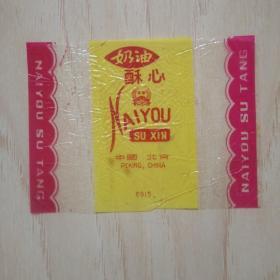 奶油
酥心
NAIYOU
SU XIN
中國 北京
PEKING, CHINA
NAIYOU SU TANG
NAIYOU SU TANG